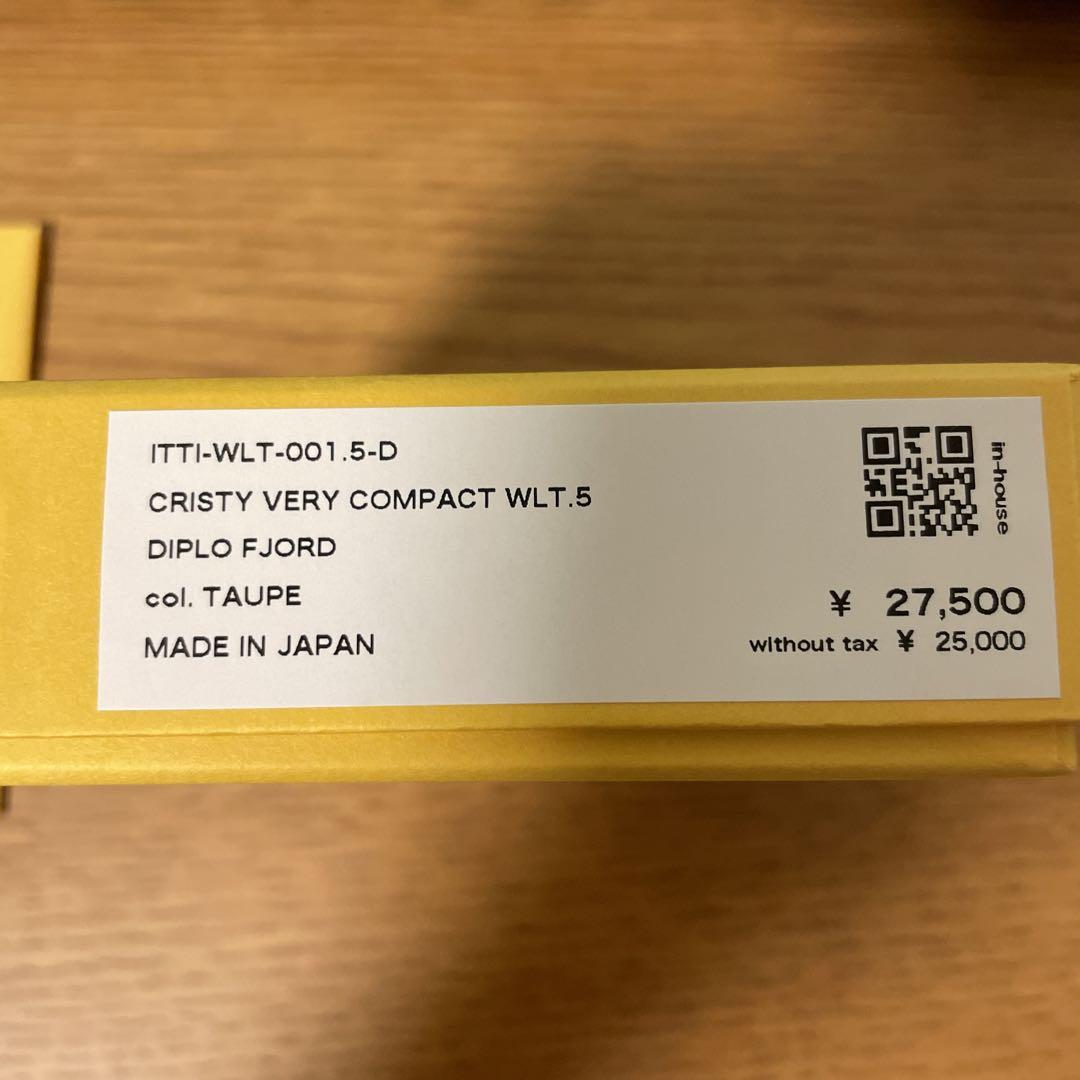 ITTI-WLT-001.5-D
CRISTY VERY COMPACT WLT.5
DIPLO FJORD
col. TAUPE
MADE IN JAPAN
in-house
¥ 27,500
without tax ¥ 25,000